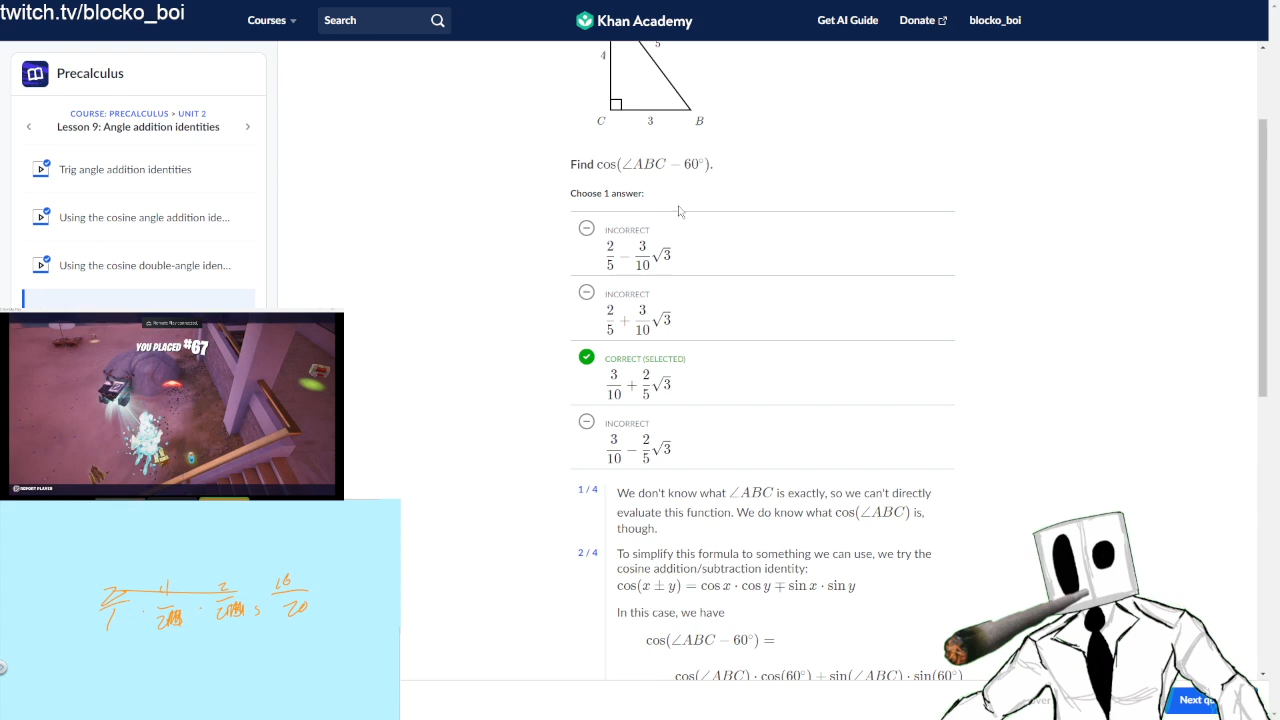 twitch.tv/blocko_boi
Courses
Search
Khan Academy
Get AI Guide
Donate
blocko_boi
Precalculus
COURSE: PRECALCULUS > UNIT 2
Lesson 9: Angle addition identities
Trig angle addition identities
Using the cosine angle addition ide...
Using the cosine double-angle iden...
Remote Play connected.
YOU PLACED #67
REPORT PLAYER
4
5
C
3
B
Find cos(∠ABC − 60°).
Choose 1 answer:
INCORRECT
2/5 − 3/10 √3
INCORRECT
2/5 + 3/10 √3
CORRECT (SELECTED)
3/10 + 2/5 √3
INCORRECT
3/10 − 2/5 √3
1 / 4
We don't know what ∠ABC is exactly, so we can't directly
evaluate this function. We do know what cos(∠ABC) is,
though.
2 / 4
To simplify this formula to something we can use, we try the
cosine addition/subtraction identity:
cos(x ± y) = cos x · cos y ∓ sin x · sin y
In this case, we have
cos(∠ABC − 60°) =
cos(∠ABC) · cos(60°) + sin(∠ABC) · sin(60°)
16
20
Next